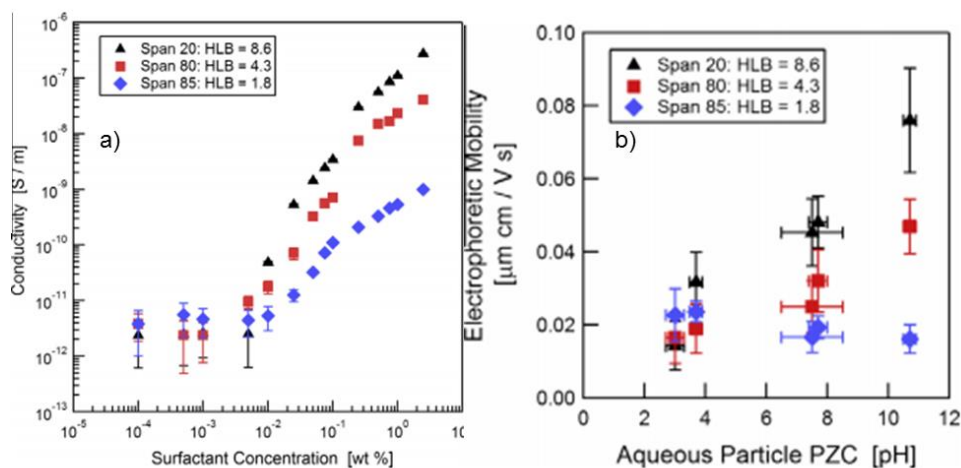 10⁻⁶
10⁻⁷
10⁻⁸
10⁻⁹
10⁻¹⁰
10⁻¹¹
10⁻¹²
10⁻¹³
Conductivity [S / m]
Span 20: HLB = 8.6
Span 80: HLB = 4.3
Span 85: HLB = 1.8
a)
10⁻⁵ 10⁻⁴ 10⁻³ 10⁻² 10⁻¹ 10⁰
Surfactant Concentration [wt %]
Electrophoretic Mobility
[µm cm / V s]
0.10
0.08
0.06
0.04
0.02
0.00
Span 20: HLB = 8.6
Span 80: HLB = 4.3
Span 85: HLB = 1.8
b)
0 2 4 6 8 10 12
Aqueous Particle PZC [pH]